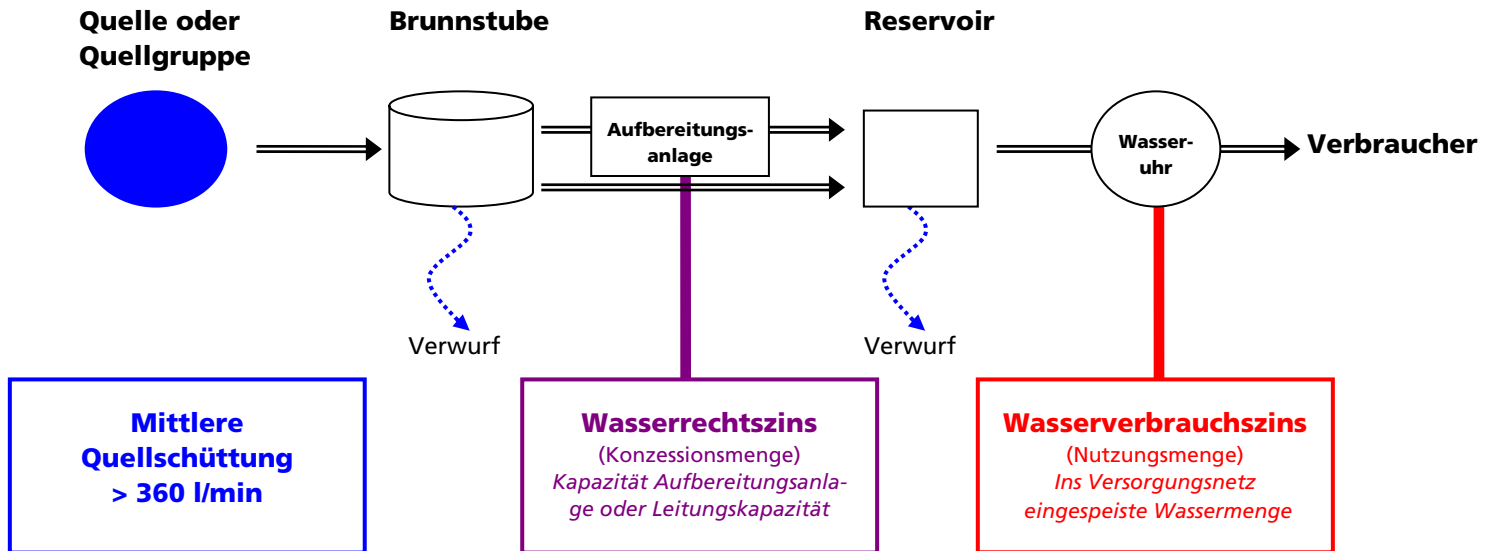 Quelle oder
Quellgruppe
Brunnstube
Reservoir
Aufbereitungs-
anlage
Wasser-
uhr
Verbraucher
Verwurf
Verwurf
Mittlere
Quellschüttung
> 360 l/min
Wasserrechtszins
(Konzessionsmenge)
Kapazität Aufbereitungsanla-
ge oder Leitungskapazität
Wasserverbrauchszins
(Nutzungsmenge)
Ins Versorgungsnetz
eingespeiste Wassermenge